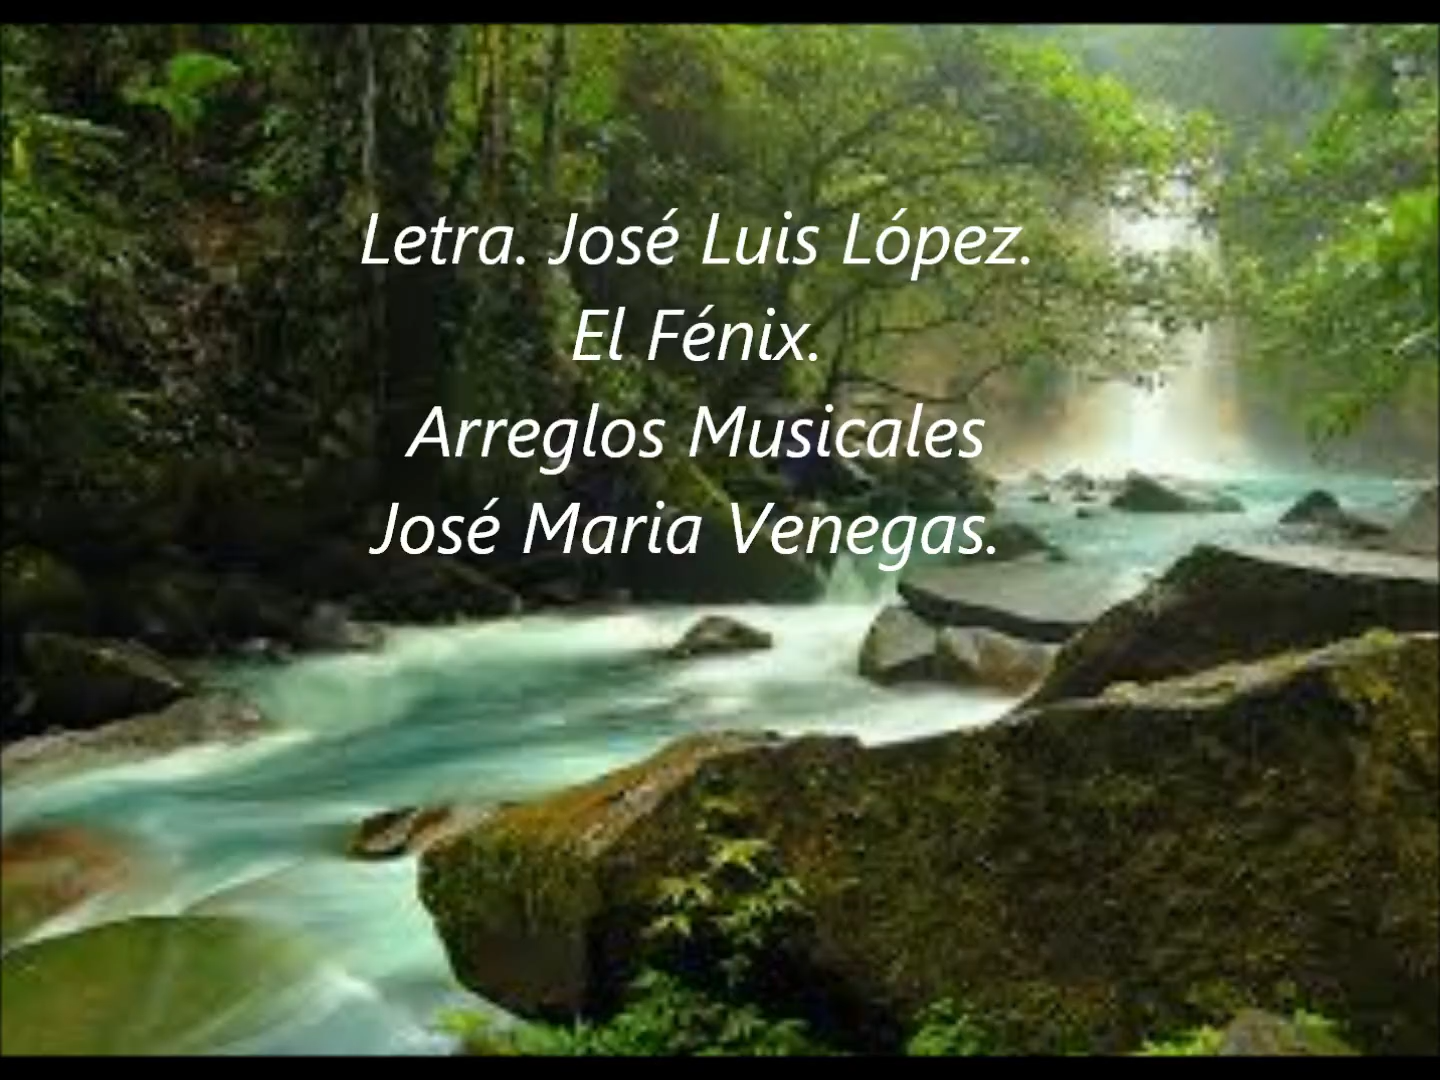 Letra. José Luis López.
El Fénix.
Arreglos Musicales
José Maria Venegas.